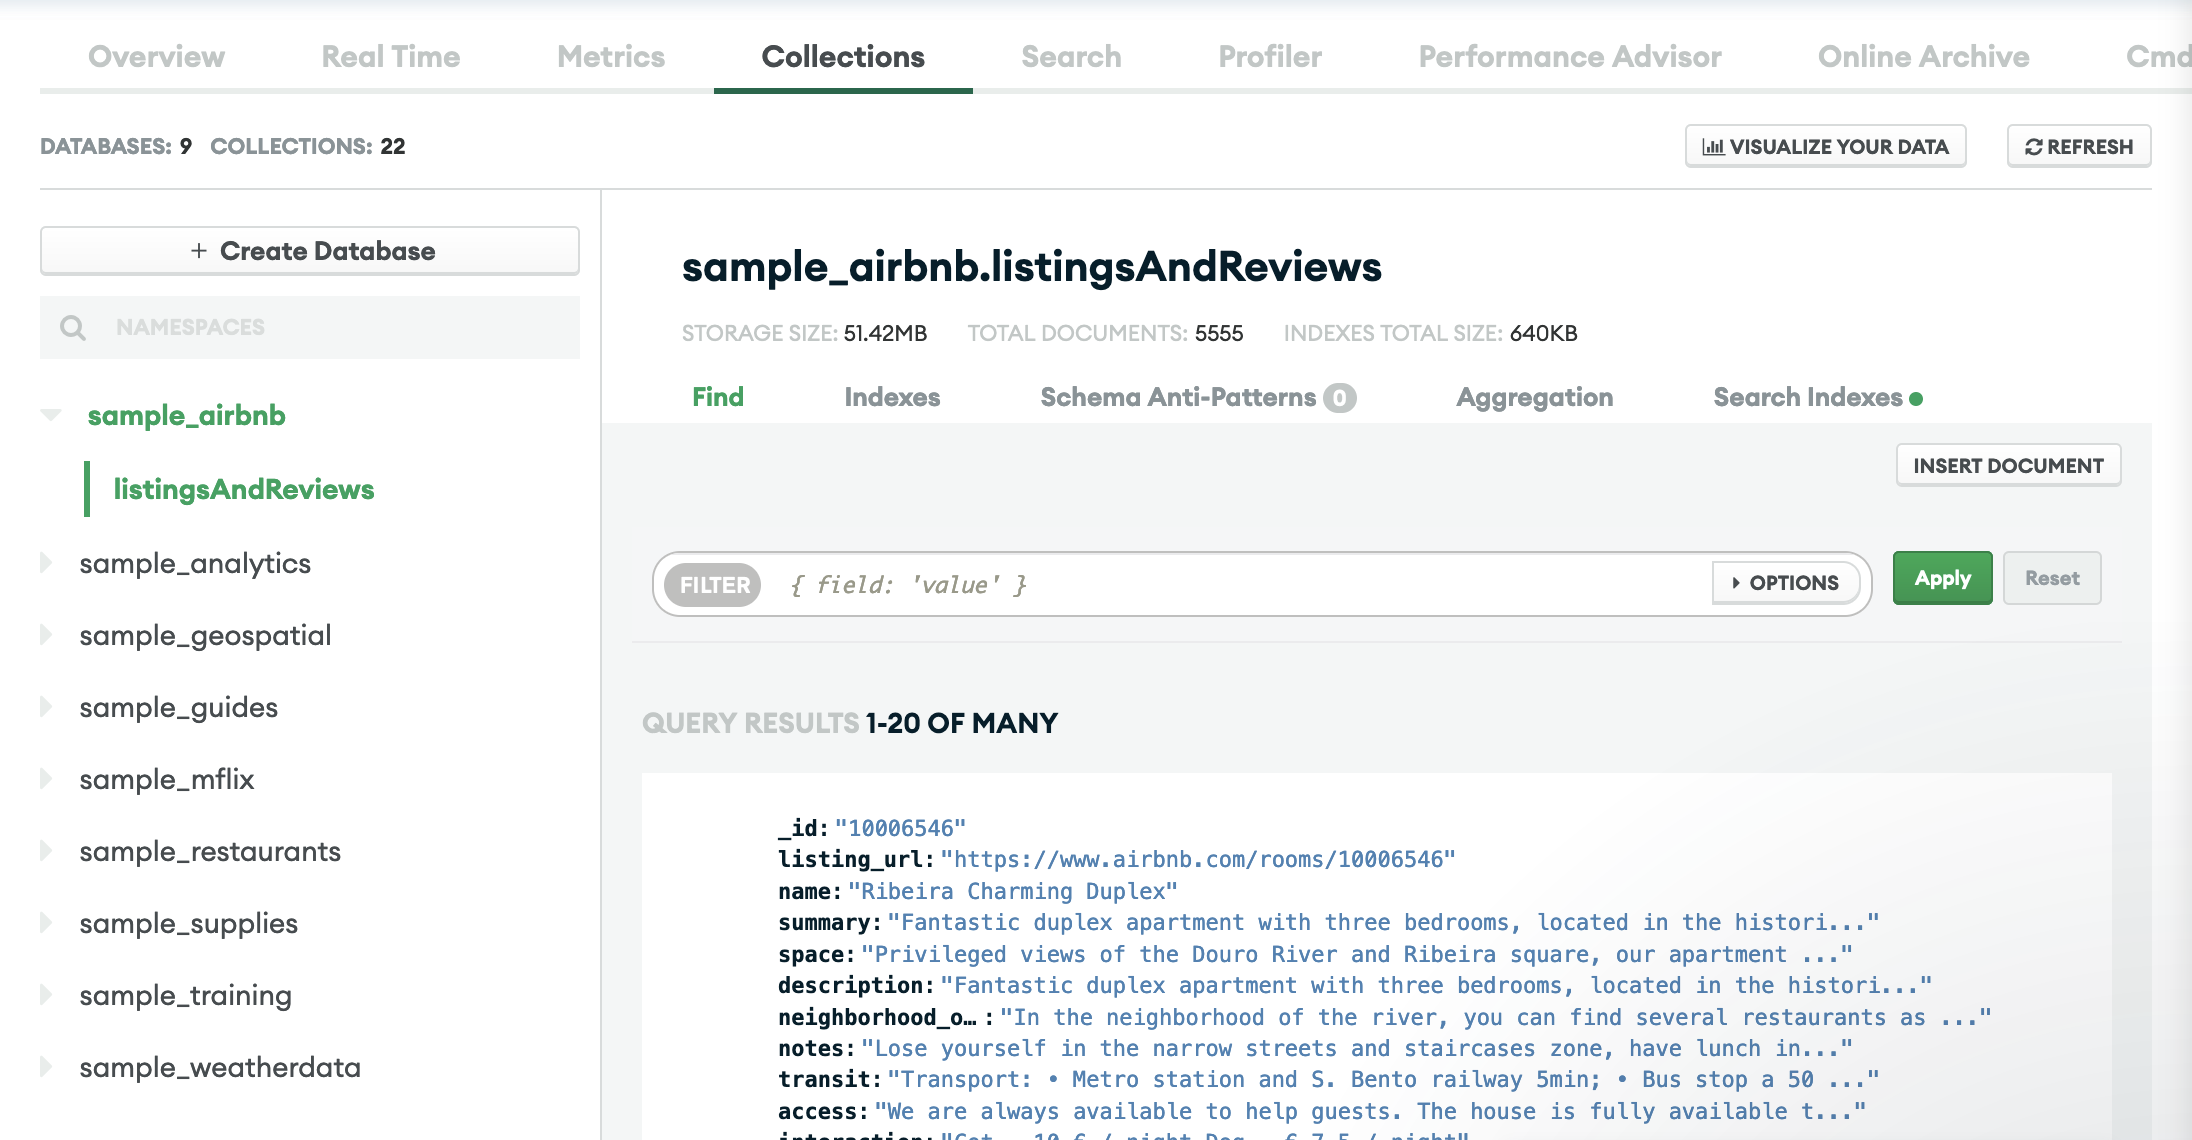 Overview Real Time Metrics Collections Search Profiler Performance Advisor Online Archive Cmd
DATABASES: 9 COLLECTIONS: 22
VISUALIZE YOUR DATA
REFRESH
+ Create Database
NAMESPACES
sample_airbnb
listingsAndReviews
sample_analytics
sample_geospatial
sample_guides
sample_mflix
sample_restaurants
sample_supplies
sample_training
sample_weatherdata
sample_airbnb.listingsAndReviews
STORAGE SIZE: 51.42MB TOTAL DOCUMENTS: 5555 INDEXES TOTAL SIZE: 640KB
Find Indexes Schema Anti-Patterns 0 Aggregation Search Indexes
INSERT DOCUMENT
FILTER { field: 'value' } OPTIONS Apply Reset
QUERY RESULTS 1-20 OF MANY
_id: "10006546"
listing_url: "https://www.airbnb.com/rooms/10006546"
name: "Ribeira Charming Duplex"
summary: "Fantastic duplex apartment with three bedrooms, located in the histori..."
space: "Privileged views of the Douro River and Ribeira square, our apartment ..."
description: "Fantastic duplex apartment with three bedrooms, located in the histori..."
neighborhood_o… : "In the neighborhood of the river, you can find several restaurants as ..."
notes: "Lose yourself in the narrow streets and staircases zone, have lunch in..."
transit: "Transport: • Metro station and S. Bento railway 5min; • Bus stop a 50 ..."
access: "We are always available to help guests. The house is fully available t..."
interaction: